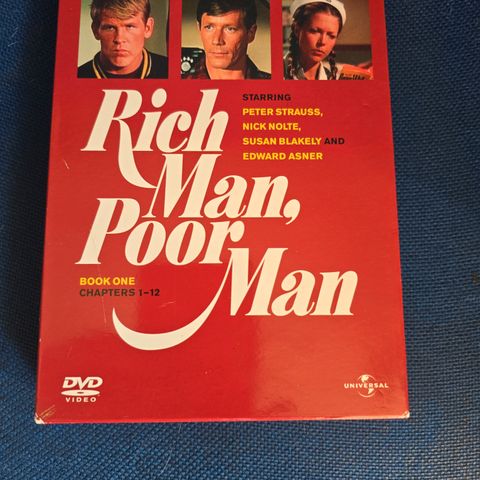 STARRING
PETER STRAUSS,
NICK NOLTE,
SUSAN BLAKELY AND
EDWARD ASNER
Rich
Man,
Poor
Man
BOOK ONE
CHAPTERS 1–12
DVD
VIDEO
UNIVERSAL